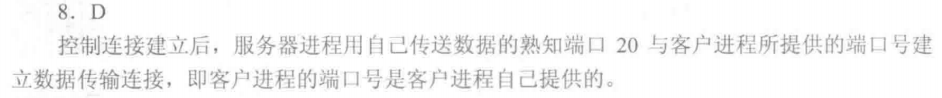 8. D
控制连接建立后，服务器进程用自己传送数据的熟知端口 20 与客户进程所提供的端口号建
立数据传输连接，即客户进程的端口号是客户进程自己提供的。